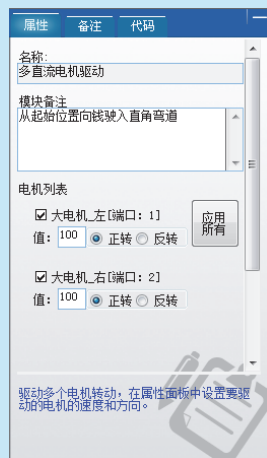 属性 备注 代码
名称:
多直流电机驱动
模块备注
从起始位置向钱驶入直角弯道
电机列表
大电机_左[端口: 1]
值: 100 正转 反转
应用
所有
大电机_右[端口: 2]
值: 100 正转 反转
驱动多个电机转动，在属性面板中设置要驱
动的电机的速度和方向。